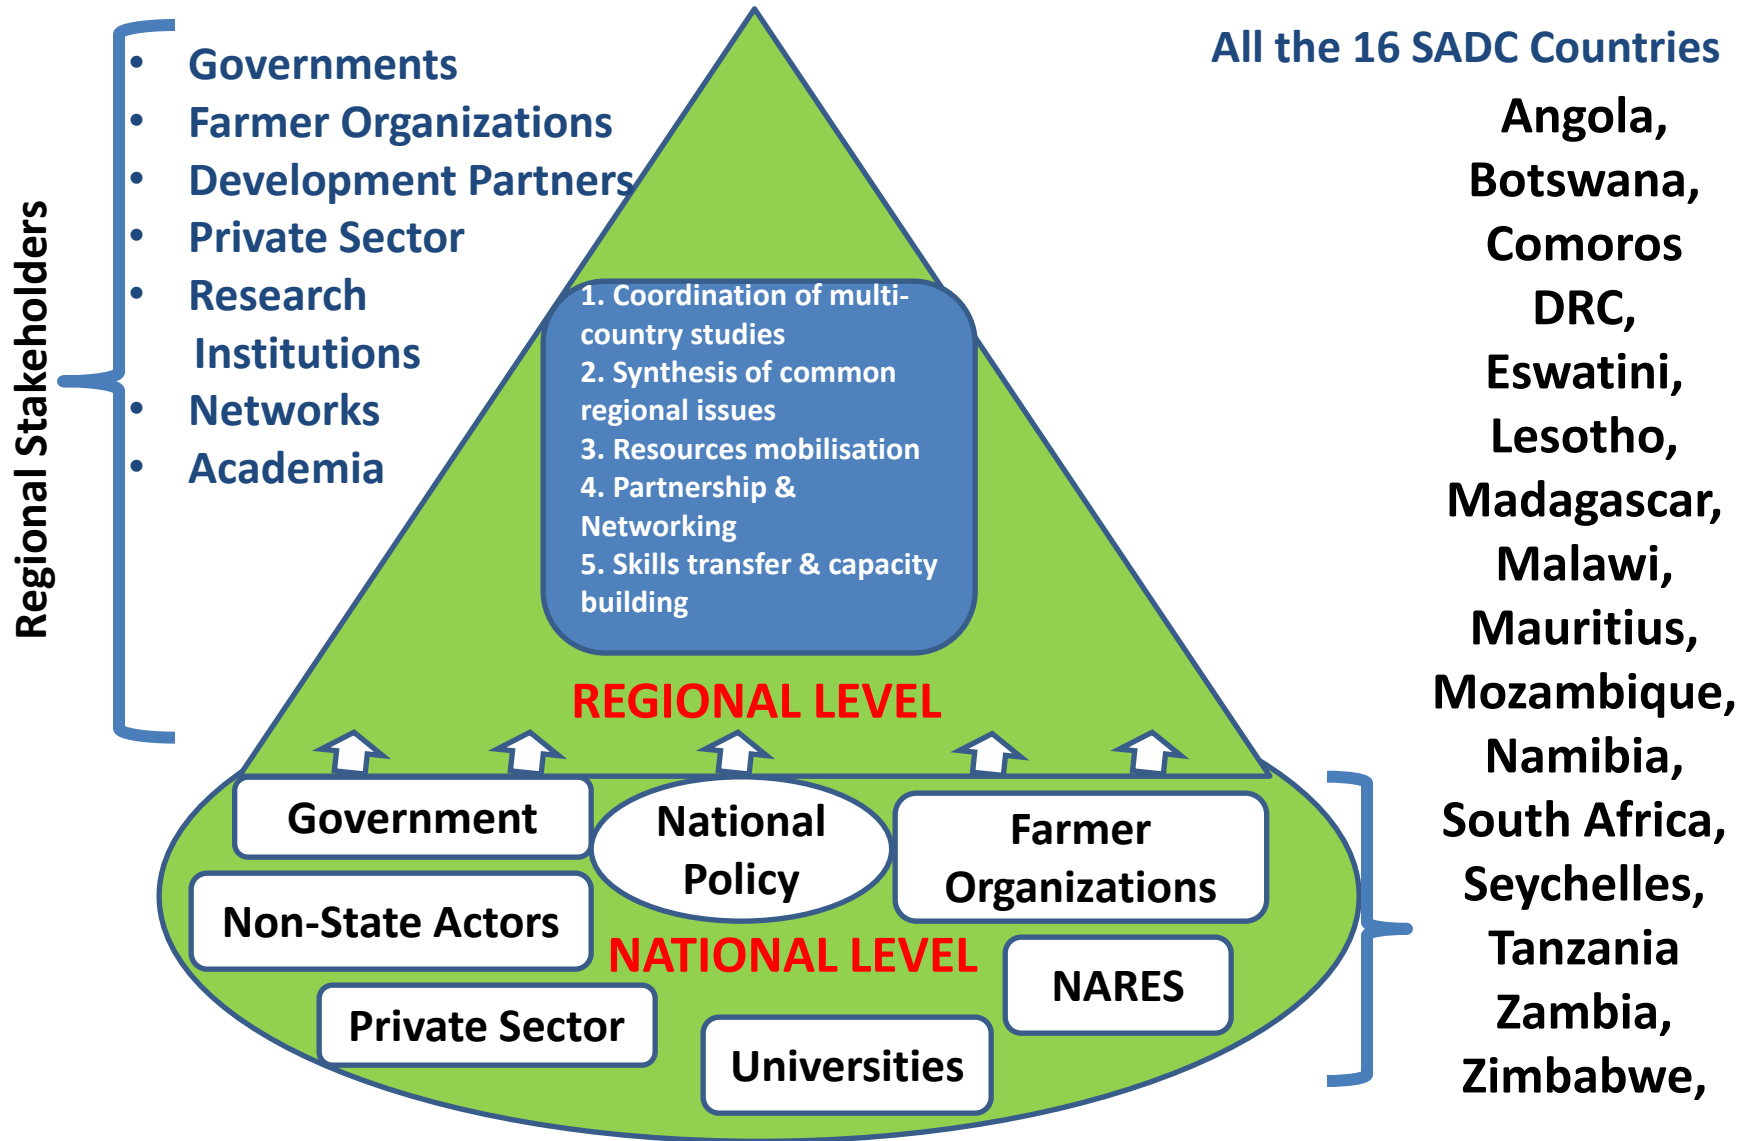 Regional Stakeholders
• Governments
• Farmer Organizations
• Development Partners
• Private Sector
• Research
Institutions
• Networks
• Academia
1. Coordination of multi-
country studies
2. Synthesis of common
regional issues
3. Resources mobilisation
4. Partnership &
Networking
5. Skills transfer & capacity
building
REGIONAL LEVEL
Government
National
Policy
Farmer
Organizations
Non-State Actors
NATIONAL LEVEL
NARES
Private Sector
Universities
All the 16 SADC Countries
Angola,
Botswana,
Comoros
DRC,
Eswatini,
Lesotho,
Madagascar,
Malawi,
Mauritius,
Mozambique,
Namibia,
South Africa,
Seychelles,
Tanzania
Zambia,
Zimbabwe,